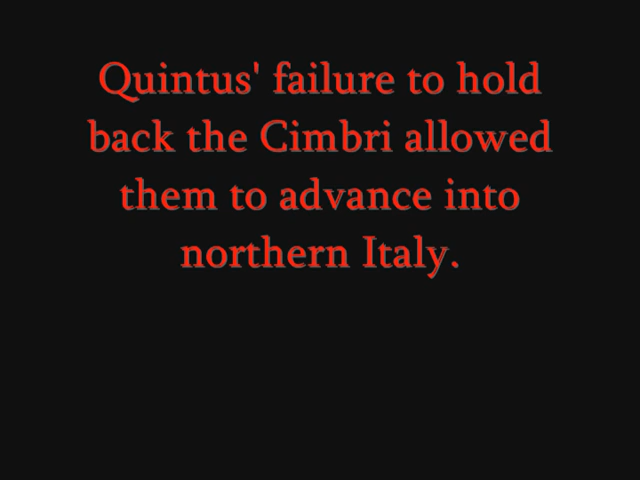 Quintus' failure to hold
back the Cimbri allowed
them to advance into
northern Italy.